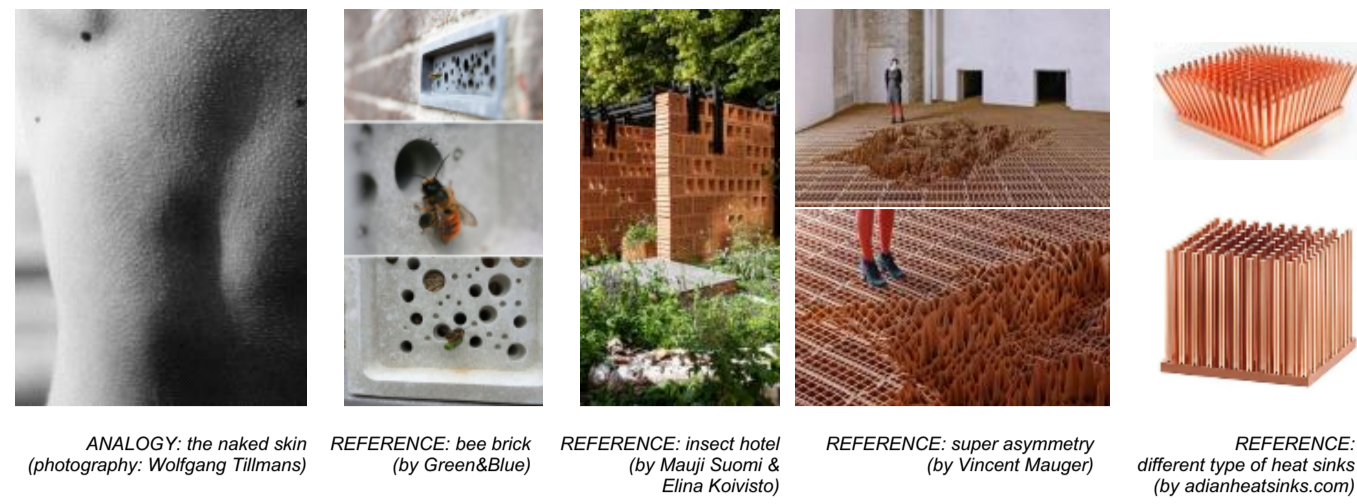 ANALOGY: the naked skin
(photography: Wolfgang Tillmans)
REFERENCE: bee brick
(by Green&Blue)
REFERENCE: insect hotel
(by Mauji Suomi &
Elina Koivisto)
REFERENCE: super asymmetry
(by Vincent Mauger)
REFERENCE:
different type of heat sinks
(by adianheatsinks.com)